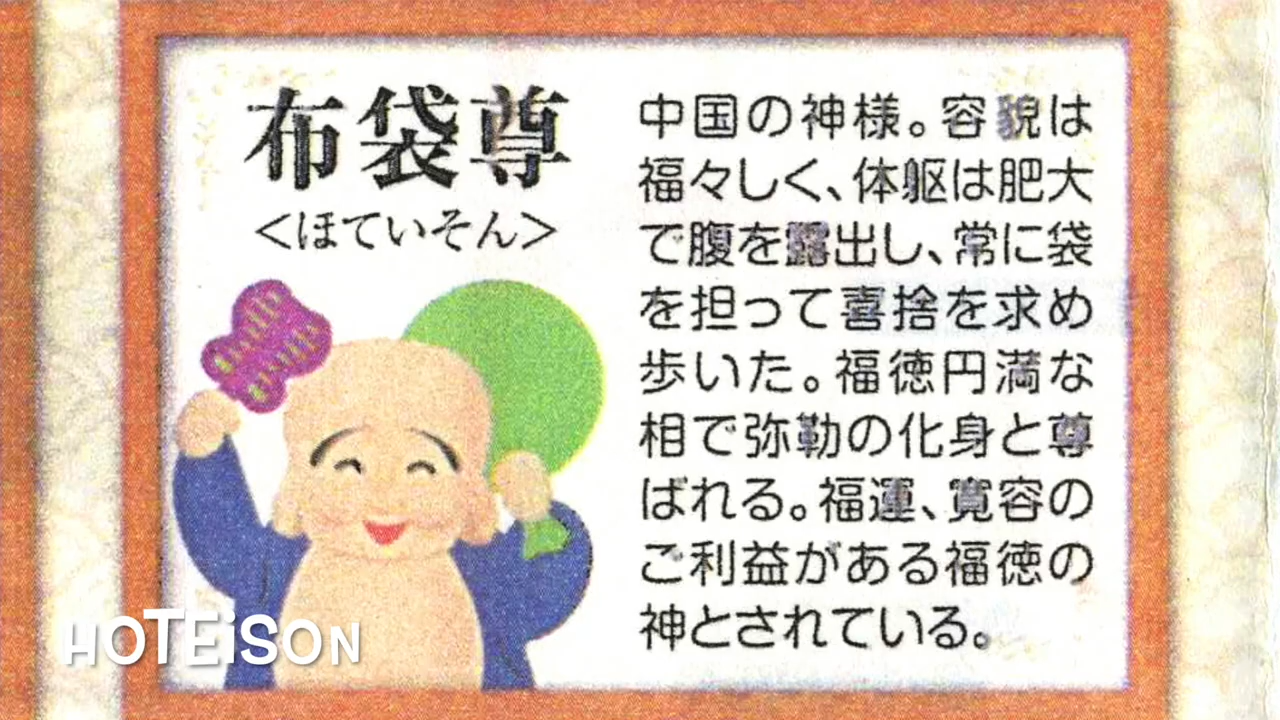 布袋尊
<ほていそん>
中国の神様。容貌は
福々しく、体躯は肥大
で腹を露出し、常に袋
を担って喜捨を求め
歩いた。福徳円満な
相で弥勒の化身と尊
ばれる。福運、寛容の
ご利益がある福徳の
神とされている。
HOTEiSON